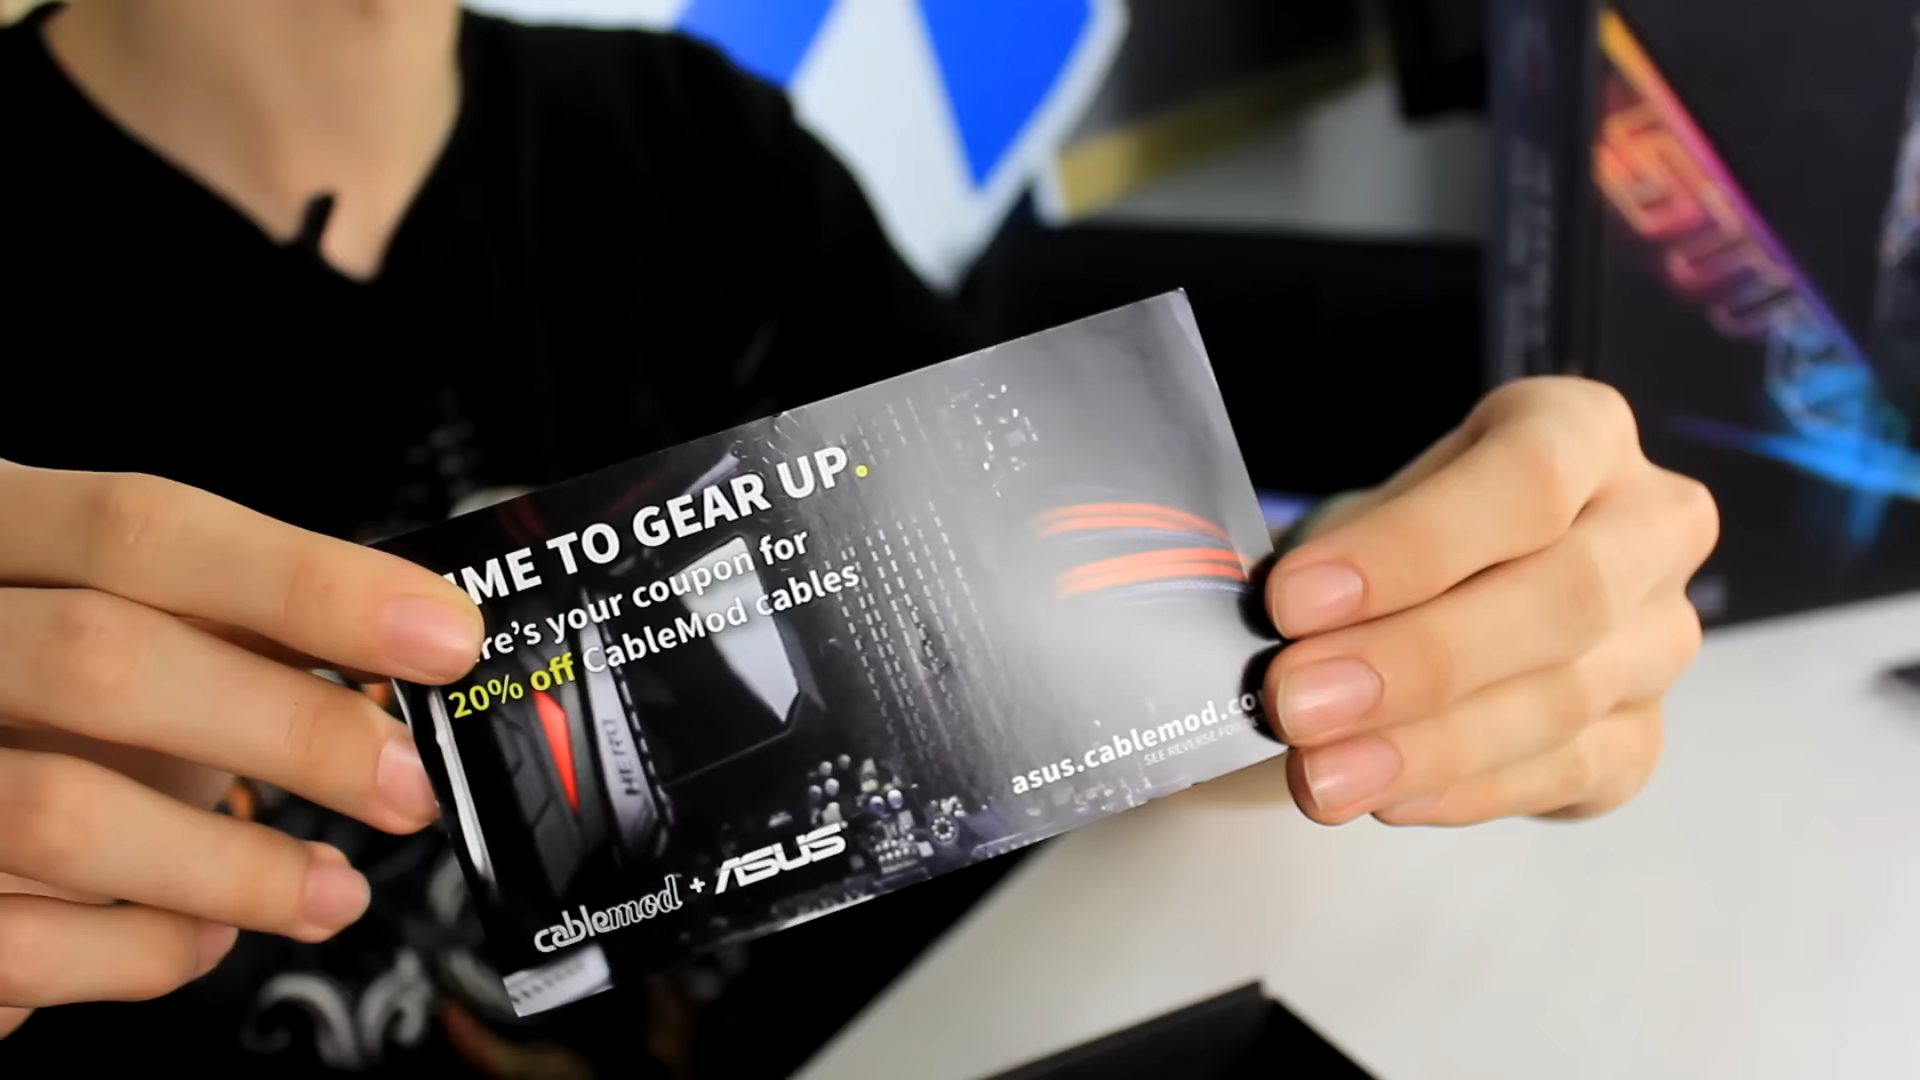 IME TO GEAR UP.
re's your coupon for
20% off CableMod cables
HERO
asus.cablemod.co
SEE REVERSE FOR
cablemod + ASUS